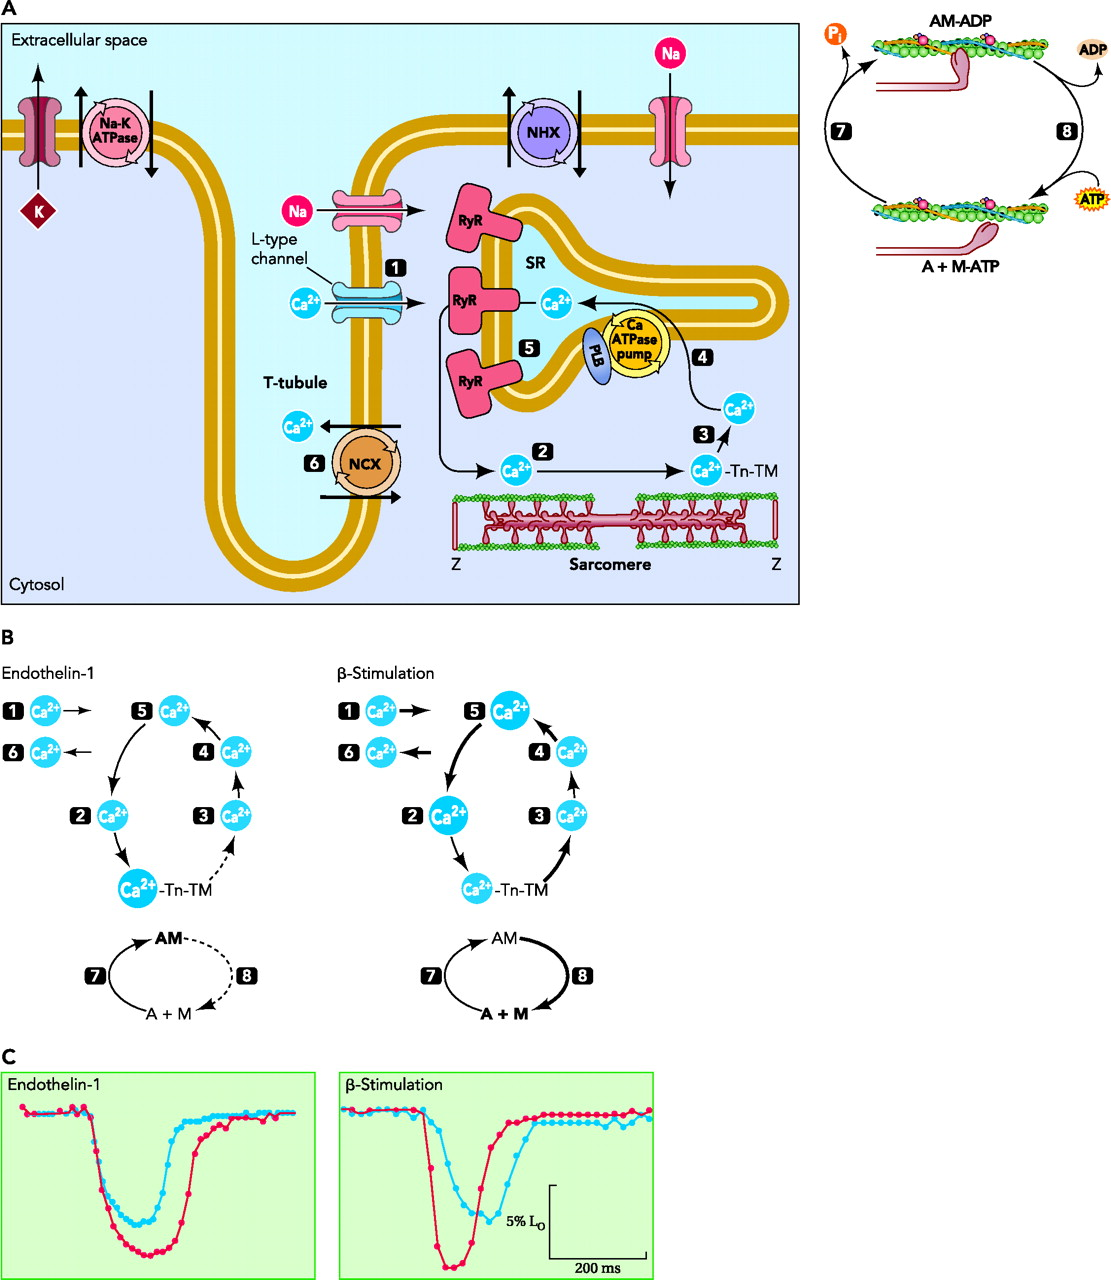 A
Extracellular space
K
Na-K
ATPase
Na
L-type
channel
Ca2+
1
T-tubule
Ca2+
6
NCX
NHX
Na
RyR
RyR
RyR
SR
Ca2+
5
PLB
Ca
ATPase
pump
4
Ca2+
3
2
Ca2+
Ca2+
-Tn-TM
Z
Sarcomere
Z
Cytosol
AM-ADP
Pi
ADP
7
8
ATP
A + M-ATP
B
Endothelin-1
1 Ca2+
5 Ca2+
6 Ca2+
4 Ca2+
2 Ca2+
3 Ca2+
Ca2+ -Tn-TM
AM
7
8
A + M
β-Stimulation
1 Ca2+
5 Ca2+
6 Ca2+
4 Ca2+
2 Ca2+
3 Ca2+
Ca2+ -Tn-TM
AM
7
8
A + M
C
Endothelin-1
β-Stimulation
5% LO
200 ms